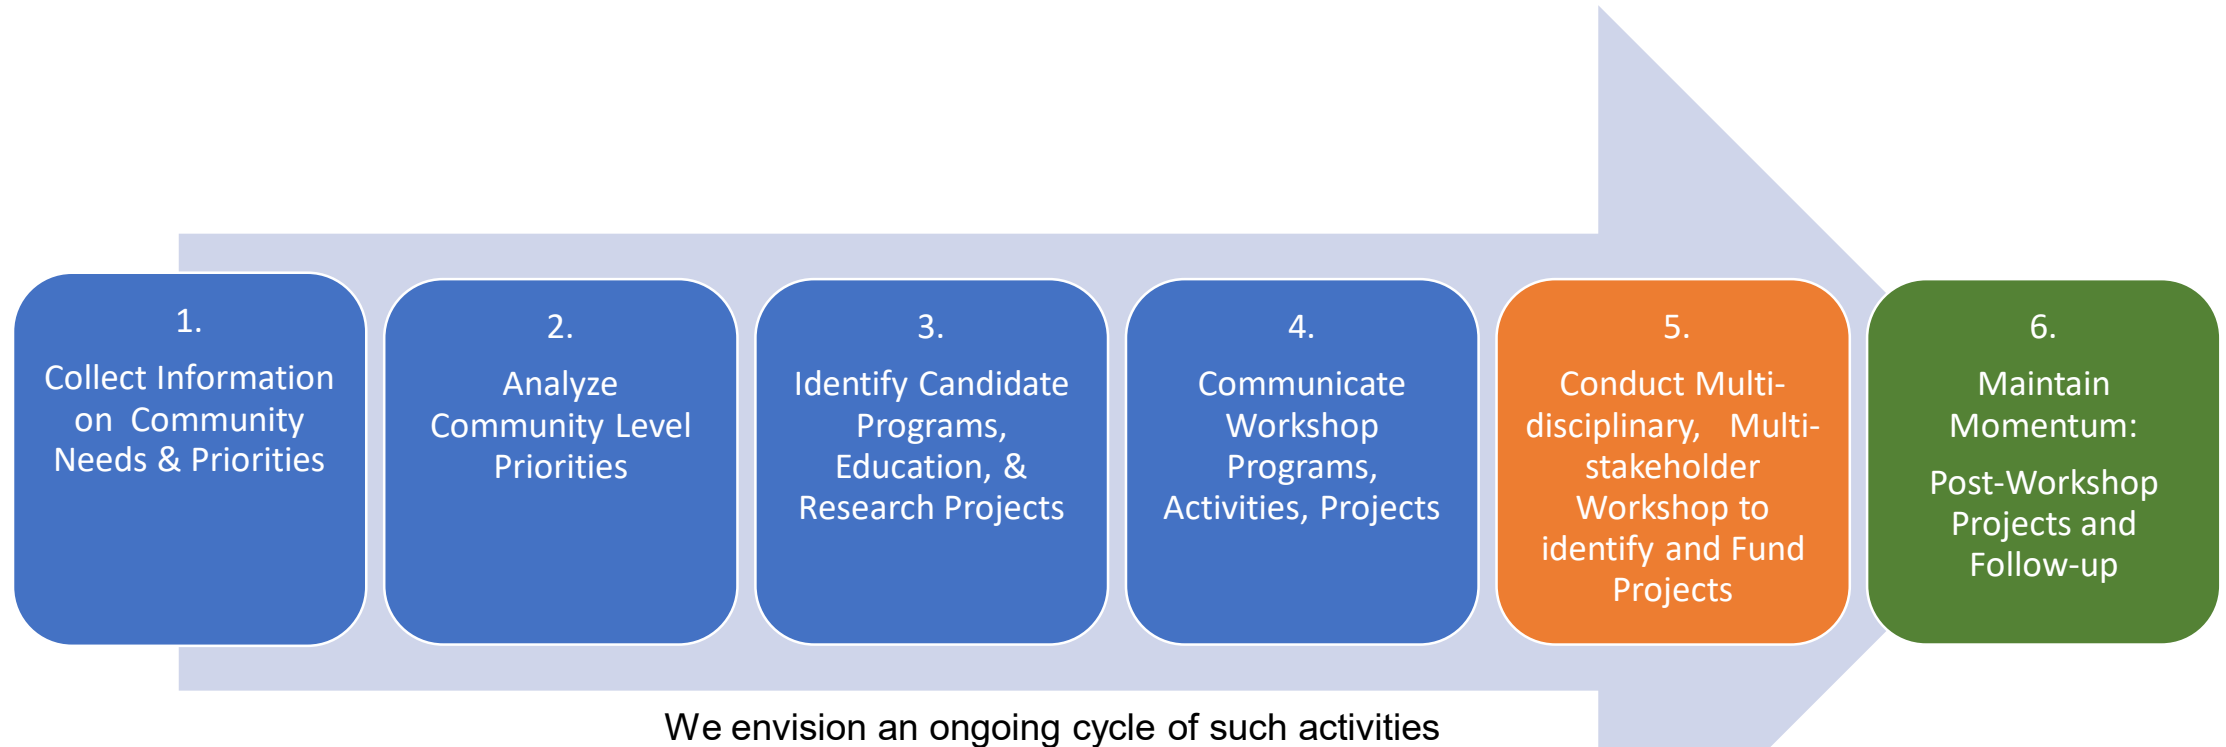 1.
Collect Information
on Community
Needs & Priorities
2.
Analyze
Community Level
Priorities
3.
Identify Candidate
Programs,
Education, &
Research Projects
4.
Communicate
Workshop
Programs,
Activities, Projects
5.
Conduct Multi-
disciplinary, Multi-
stakeholder
Workshop to
identify and Fund
Projects
6.
Maintain
Momentum:
Post-Workshop
Projects and
Follow-up
We envision an ongoing cycle of such activities